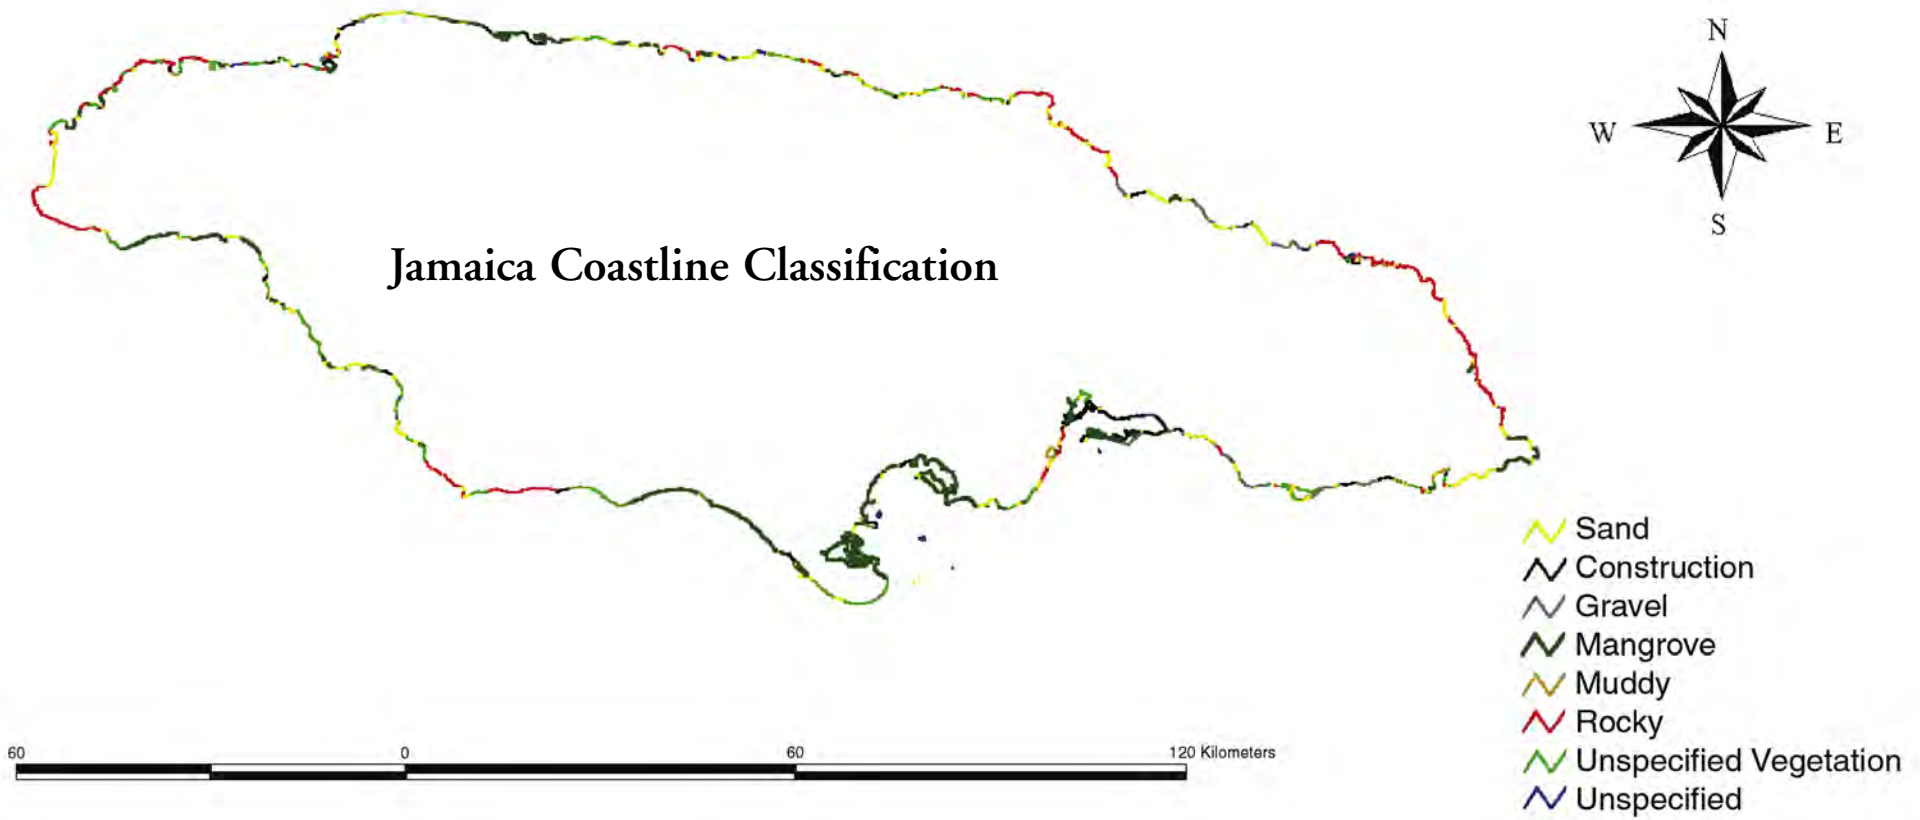 N
W E
S
Jamaica Coastline Classification
Sand
Construction
Gravel
Mangrove
Muddy
Rocky
Unspecified Vegetation
Unspecified
60 0 60 120 Kilometers